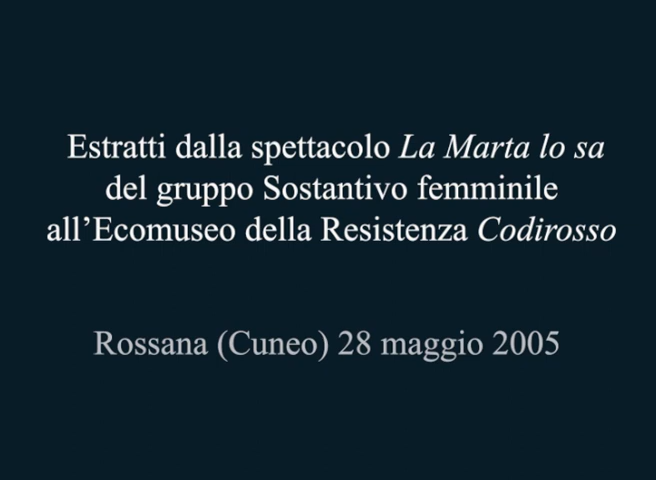 Estratti dalla spettacolo La Marta lo sa
del gruppo Sostantivo femminile
all’Ecomuseo della Resistenza Codirosso
Rossana (Cuneo) 28 maggio 2005